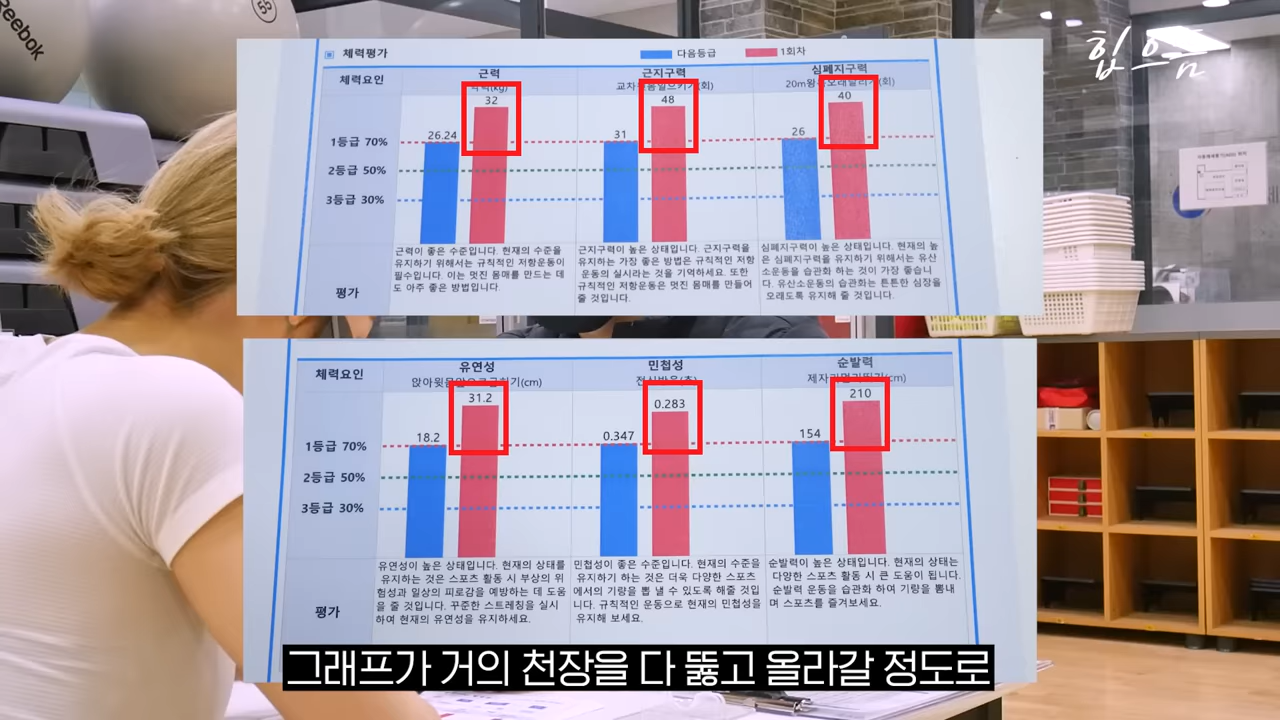 Reebok
55
힘으뜸
체력평가
다음등급
1회차
체력요인
근력
근지구력
심폐지구력
32
48
40
26.24
31
26
1등급 70%
2등급 50%
3등급 30%
평가
근력이 좋은 수준입니다. 현재의 수준을
유지하기 위해서는 규칙적인 저항운동이
필수입니다. 이는 멋진 몸매를 만드는 데
도 아주 좋은 방법입니다.
근지구력이 높은 상태입니다. 근지구력을
유지하는 가장 좋은 방법은 규칙적인 저항
운동의 실시라는 것을 기억하세요. 또한
규칙적인 저항운동은 멋진 몸매를 만들어
줄 것입니다.
심폐지구력이 높은 상태입니다. 현재의 높
은 심폐지구력을 유지하기 위해서는 유산
소운동을 습관화 하는 것이 가장 좋습니
다. 유산소운동의 습관화는 튼튼한 심장을
오래도록 유지해 줄 것입니다.
체력요인
유연성
민첩성
순발력
31.2
0.283
210
18.2
0.347
154
1등급 70%
2등급 50%
3등급 30%
평가
유연성이 높은 상태입니다. 현재의 상태를
유지하는 것은 스포츠 활동 시 부상의 위
험성과 일상의 피로감을 예방하는 데 도움
을 줄 것입니다. 꾸준한 스트레칭을 실시
하여 현재의 유연성을 유지하세요.
민첩성이 좋은 수준입니다. 현재의 수준을
유지하기 하는 것은 더욱 다양한 스포츠
에서의 기량을 뽑 낼 수 있도록 해줄 것입
니다. 규칙적인 운동으로 현재의 민첩성을
유지해 보세요.
순발력이 높은 상태입니다. 현재의 상태는
다양한 스포츠 활동 시 큰 도움이 됩니다.
순발력 운동을 습관화 하여 기량을 뽐내
며 스포츠를 즐겨보세요.
그래프가 거의 천장을 다 뚫고 올라갈 정도로